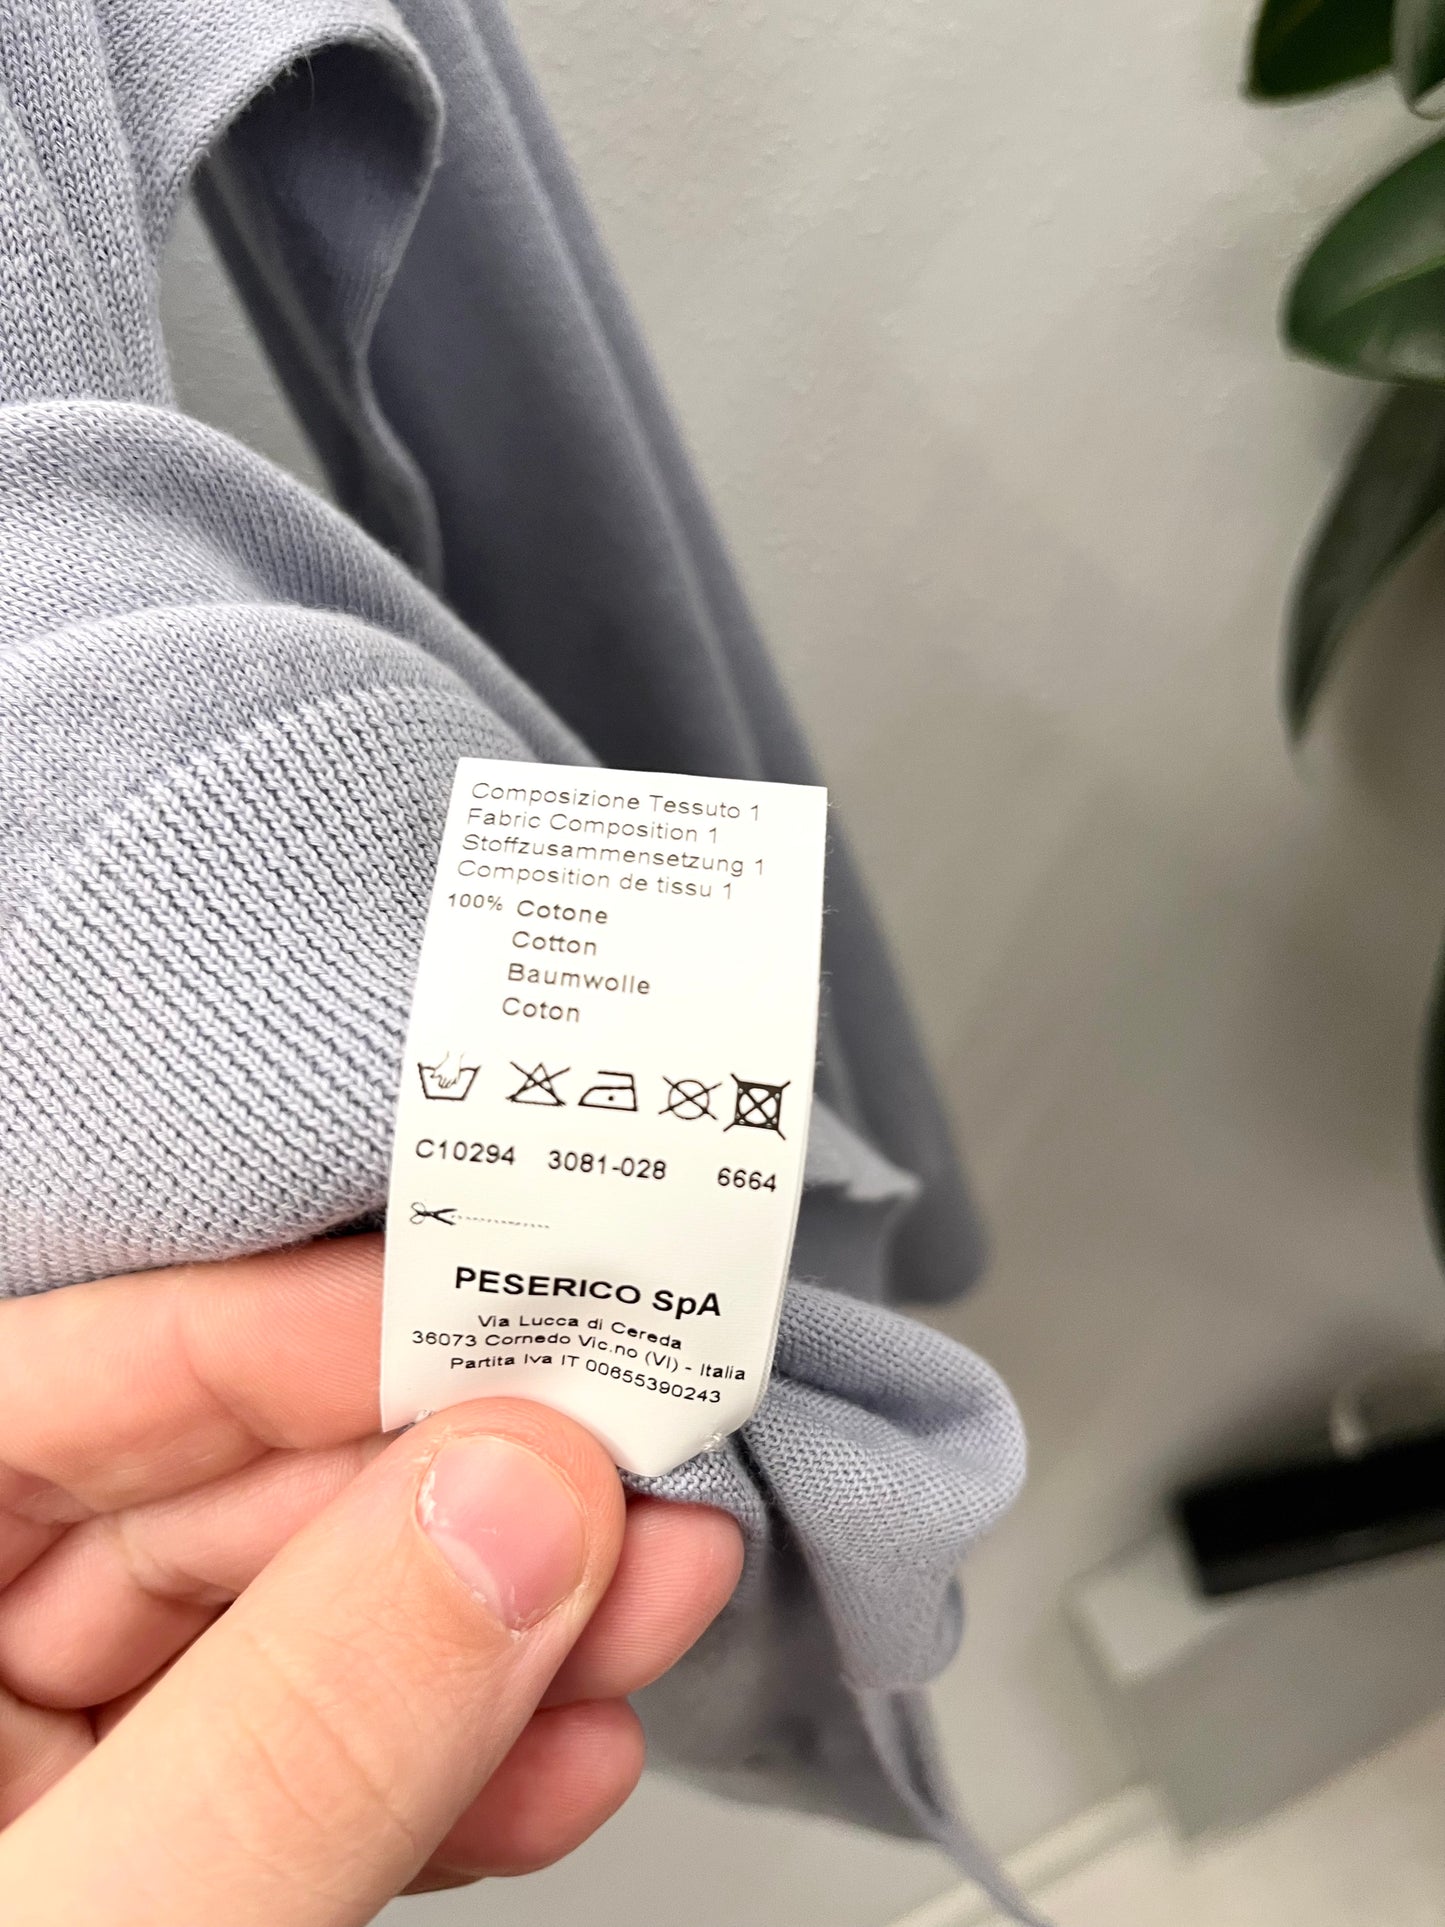 Composizione Tessuto 1
Fabric Composition 1
Stoffzusammensetzung 1
Composition de tissu 1
100% Cotone
Cotton
Baumwolle
Coton
C10294 3081-028 6664
PESERICO SpA
Via Lucca di Cereda
36073 Cornedo Vic.no (VI) - Italia
Partita Iva IT 00655390243